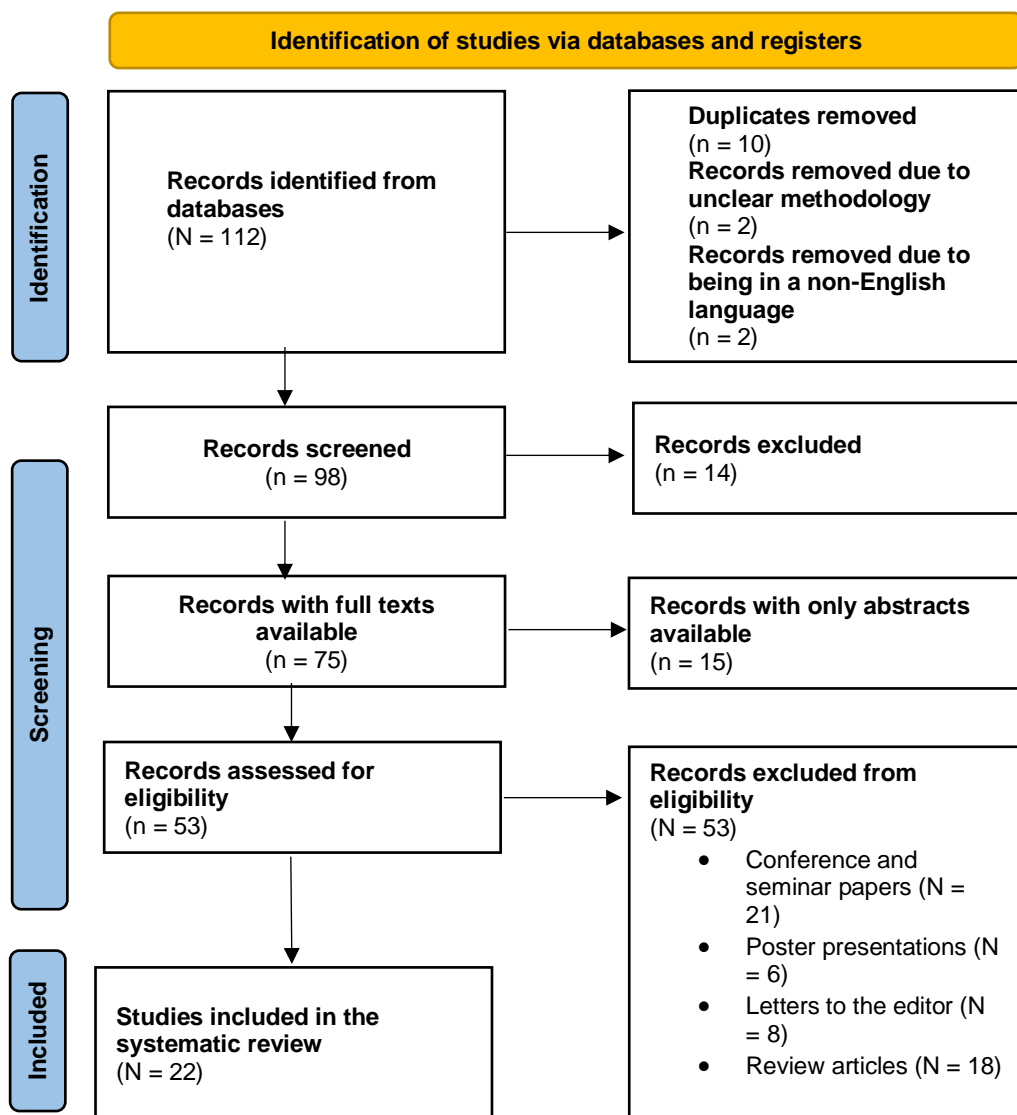 Identification of studies via databases and registers
Identification
Records identified from
databases
(N = 112)
Duplicates removed
(n = 10)
Records removed due to
unclear methodology
(n = 2)
Records removed due to
being in a non-English
language
(n = 2)
Screening
Records screened
(n = 98)
Records excluded
(n = 14)
Records with full texts
available
(n = 75)
Records with only abstracts
available
(n = 15)
Records assessed for
eligibility
(n = 53)
Records excluded from
eligibility
(N = 53)
• Conference and
seminar papers (N =
21)
• Poster presentations (N
= 6)
• Letters to the editor (N
= 8)
• Review articles (N = 18)
Included
Studies included in the
systematic review
(N = 22)